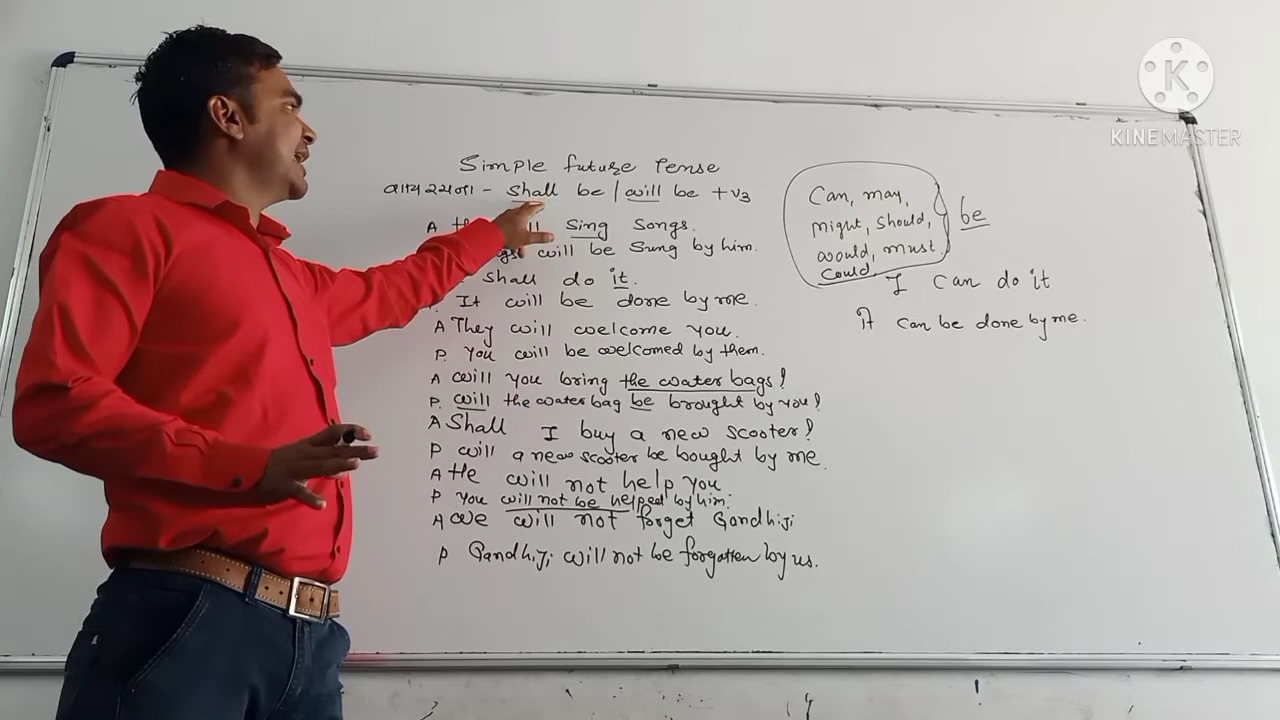 KINEMASTER
Simple future Tense
वाक्य रचना - shall be | will be + v3
A sing songs.
will be sung by him.
shall do it.
P. It will be done by me.
A They will welcome you.
P. You will be welcomed by them.
A will you bring the water bags?
P. will the water bag be brought by you?
A Shall I buy a new scooter?
P will a new scooter be bought by me.
A He will not help you
P you will not be helped by him.
A We will not forget Gandhiji
P Gandhiji will not be forgotten by us.
Can, may,
might, should,
would, must
could.
be
I can do it
It can be done by me.